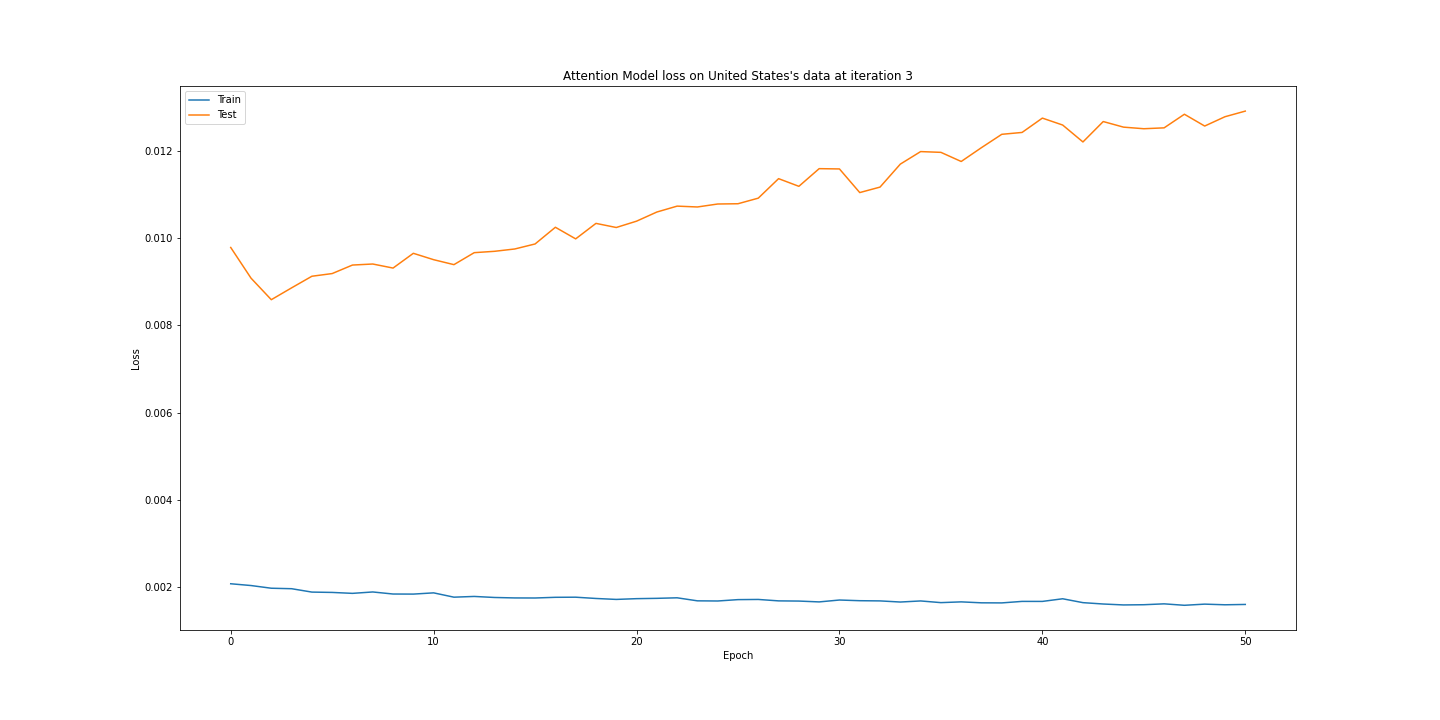 Attention Model loss on United States's data at iteration 3
Train
Test
0.012
0.010
0.008
0.006
0.004
0.002
Loss
0 10 20 30 40 50
Epoch